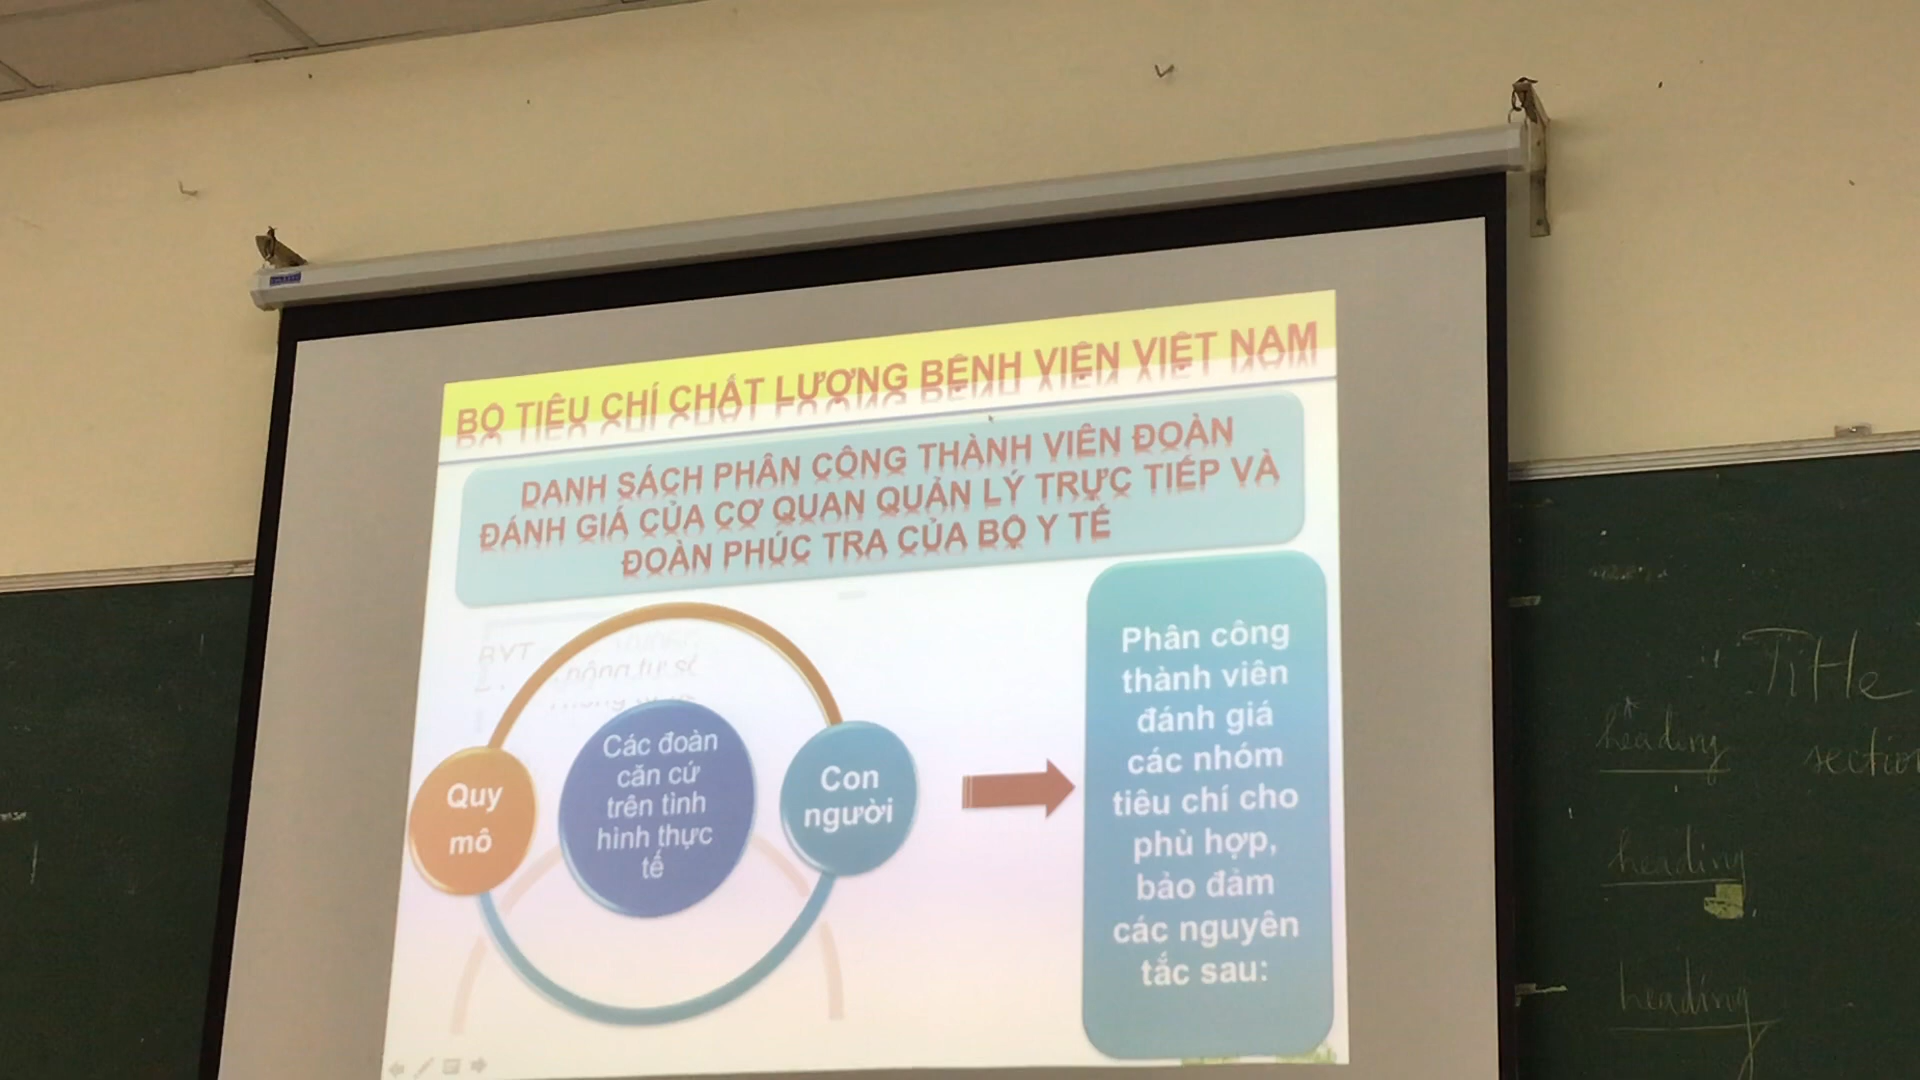 BỘ TIÊU CHÍ CHẤT LƯỢNG BỆNH VIỆN VIỆT NAM
DANH SÁCH PHÂN CÔNG THÀNH VIÊN ĐOÀN
ĐÁNH GIÁ CỦA CƠ QUAN QUẢN LÝ TRỰC TIẾP VÀ
ĐOÀN PHÚC TRA CỦA BỘ Y TẾ
Quy
mô
Các đoàn
căn cứ
trên tình
hình thực
tế
Con
người
Phân công
thành viên
đánh giá
các nhóm
tiêu chí cho
phù hợp,
bảo đảm
các nguyên
tắc sau:
Title
heading
section
heading
heading